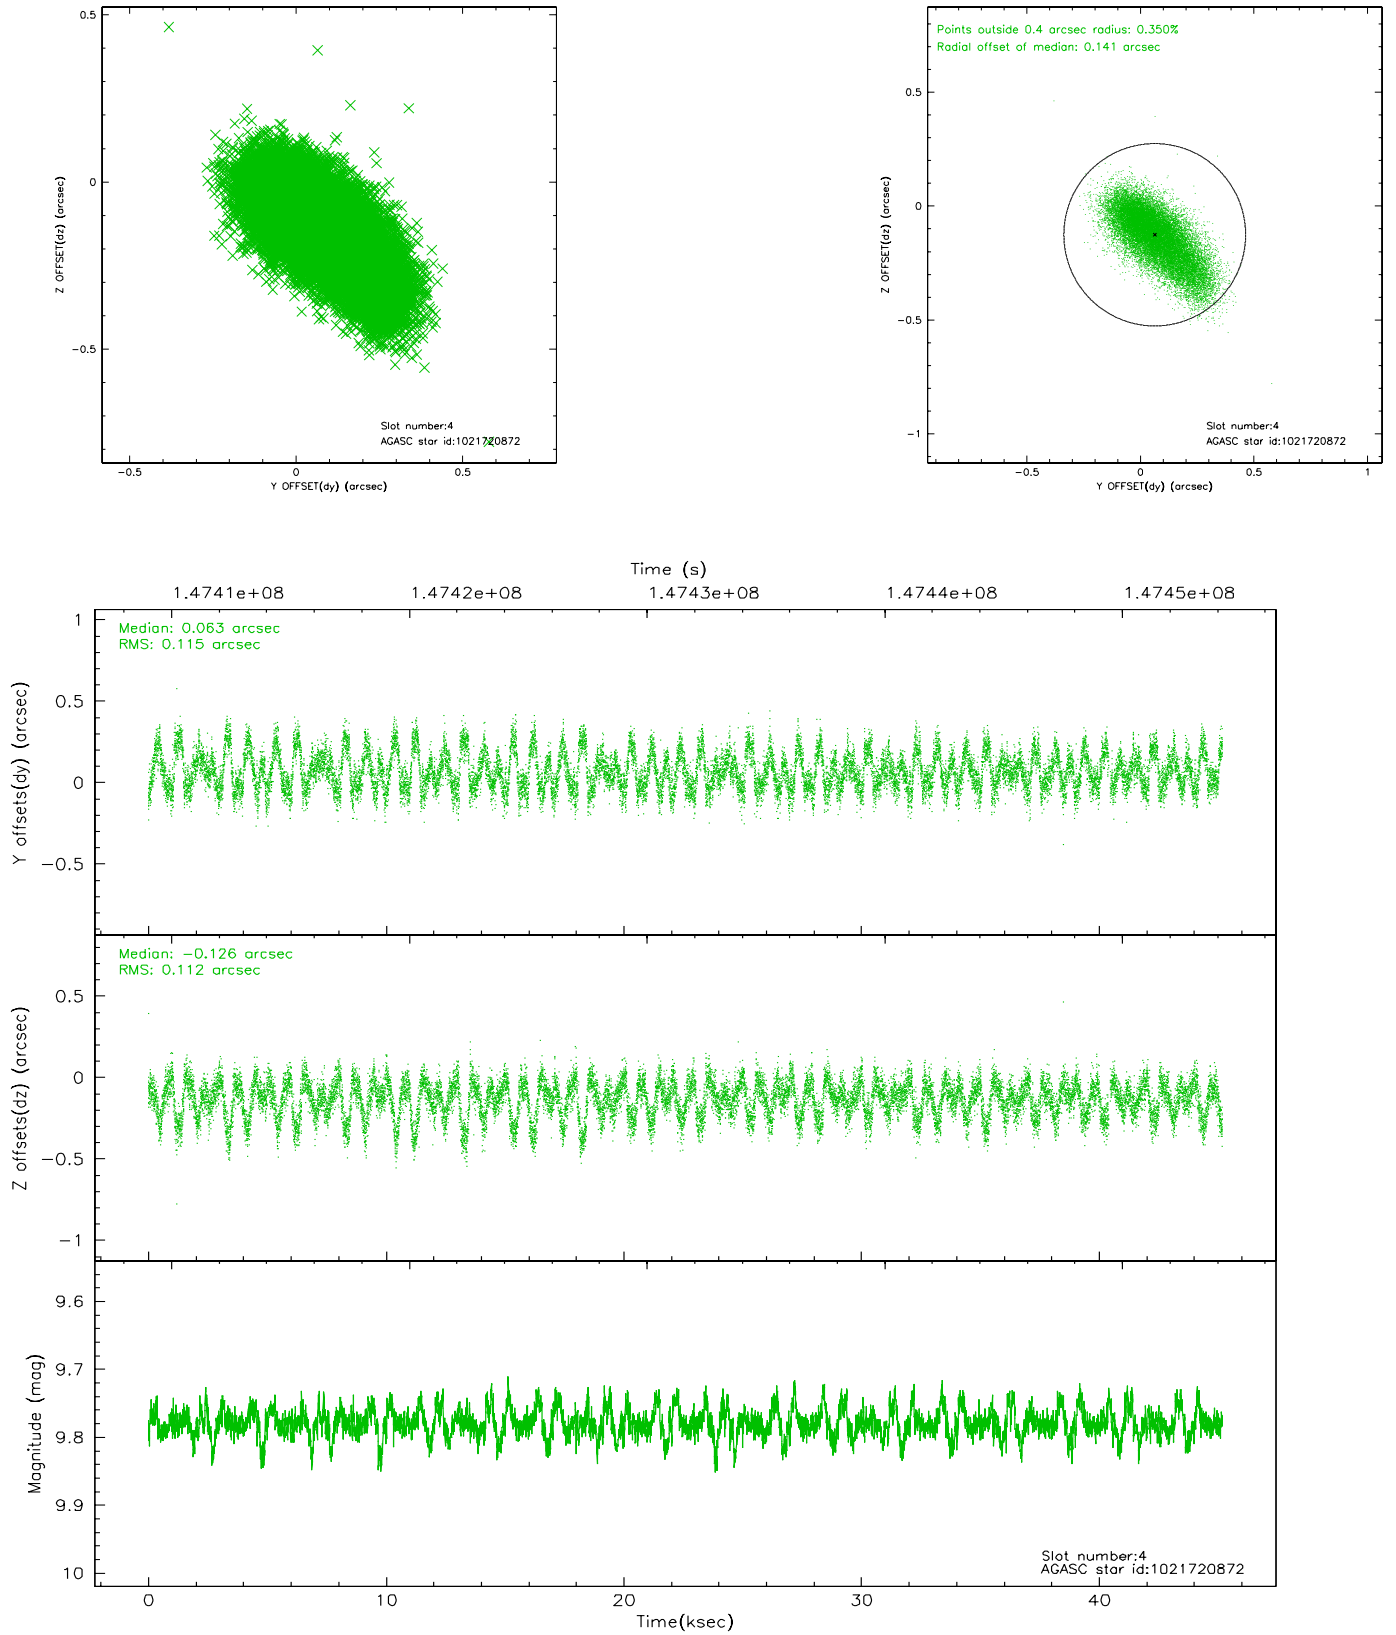 0.5
0
−0.5
Z OFFSET(dz) (arcsec)
−0.5
0
0.5
Y OFFSET(dy) (arcsec)
Slot number:4
AGASC star id:1021720872
Points outside 0.4 arcsec radius: 0.350%
Radial offset of median: 0.141 arcsec
0.5
0
−0.5
−1
Z OFFSET(dz) (arcsec)
−0.5
0
0.5
1
Y OFFSET(dy) (arcsec)
Slot number:4
AGASC star id:1021720872
Time (s)
1.4741e+08
1.4742e+08
1.4743e+08
1.4744e+08
1.4745e+08
Median: 0.063 arcsec
RMS: 0.115 arcsec
1
0.5
0
−0.5
Y offsets(dy) (arcsec)
Median: −0.126 arcsec
RMS: 0.112 arcsec
0.5
0
−0.5
−1
Z offsets(dz) (arcsec)
9.6
9.7
9.8
9.9
10
Magnitude (mag)
Slot number:4
AGASC star id:1021720872
0
10
20
30
40
Time(ksec)